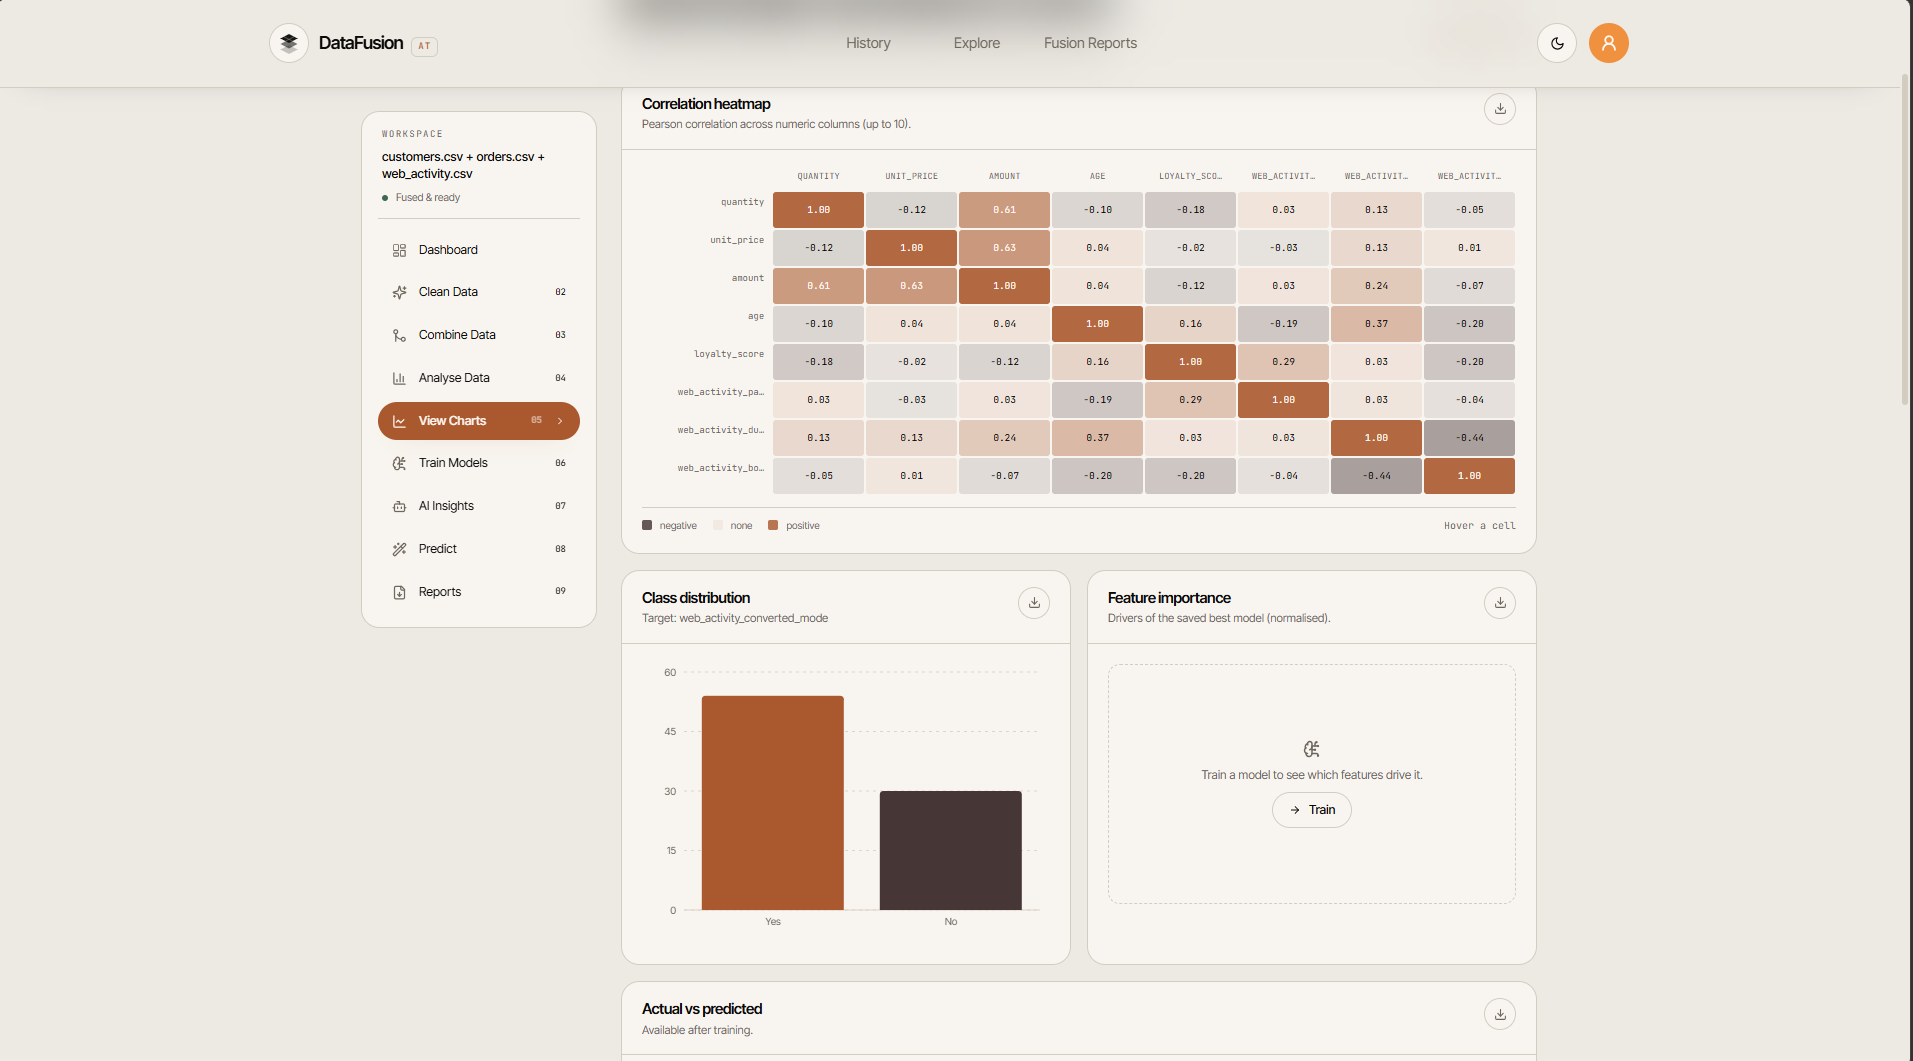 DataFusion AT
History Explore Fusion Reports
WORKSPACE
customers.csv + orders.csv +
web_activity.csv
Fused & ready
Dashboard
Clean Data 02
Combine Data 03
Analyse Data 04
View Charts 05
Train Models 06
AI Insights 07
Predict 08
Reports 09
Correlation heatmap
Pearson correlation across numeric columns (up to 10).
QUANTITY UNIT_PRICE AMOUNT AGE LOYALTY_SCO… WEB_ACTIVIT… WEB_ACTIVIT… WEB_ACTIVIT…
quantity 1.00 -0.12 0.61 -0.10 -0.18 0.03 0.13 -0.05
unit_price -0.12 1.00 0.63 0.04 -0.02 -0.03 0.13 0.01
amount 0.61 0.63 1.00 0.04 -0.12 0.03 0.24 -0.07
age -0.10 0.04 0.04 1.00 0.16 -0.19 0.37 -0.20
loyalty_score -0.18 -0.02 -0.12 0.16 1.00 0.29 0.03 -0.20
web_activity_pa… 0.03 -0.03 0.03 -0.19 0.29 1.00 0.03 -0.04
web_activity_du… 0.13 0.13 0.24 0.37 0.03 0.03 1.00 -0.44
web_activity_bo… -0.05 0.01 -0.07 -0.20 -0.20 -0.04 -0.44 1.00
negative none positive Hover a cell
Class distribution
Target: web_activity_converted_mode
60
45
30
15
0
Yes No
Feature importance
Drivers of the saved best model (normalised).
Train a model to see which features drive it.
Train
Actual vs predicted
Available after training.